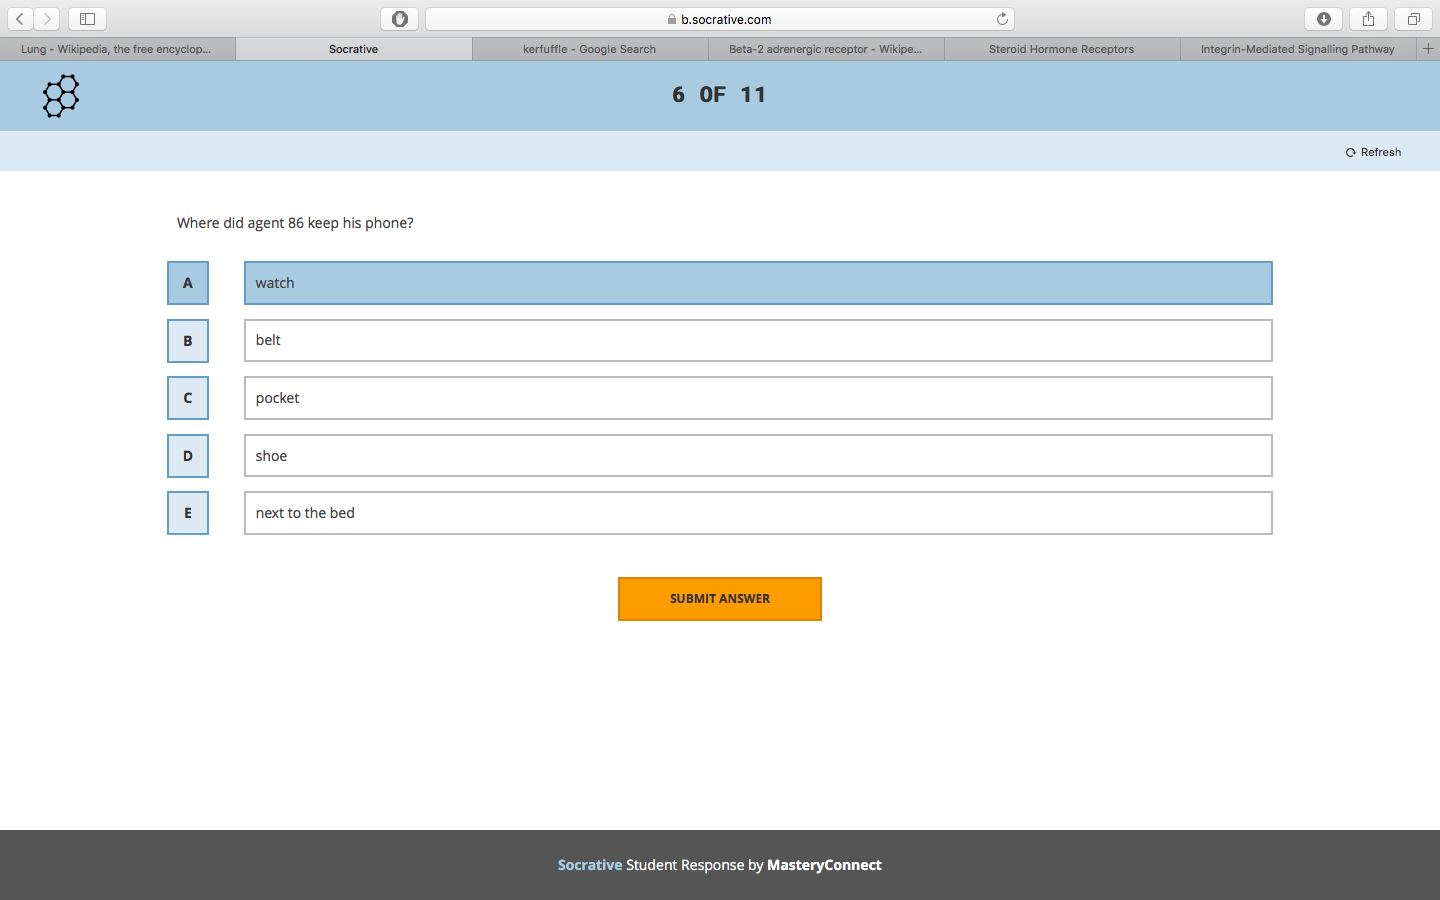 b.socrative.com
Lung - Wikipedia, the free encyclop...
Socrative
kerfuffle - Google Search
Beta-2 adrenergic receptor - Wikipe...
Steroid Hormone Receptors
Integrin-Mediated Signalling Pathway
6 OF 11
Refresh
Where did agent 86 keep his phone?
A watch
B belt
C pocket
D shoe
E next to the bed
SUBMIT ANSWER
Socrative Student Response by MasteryConnect